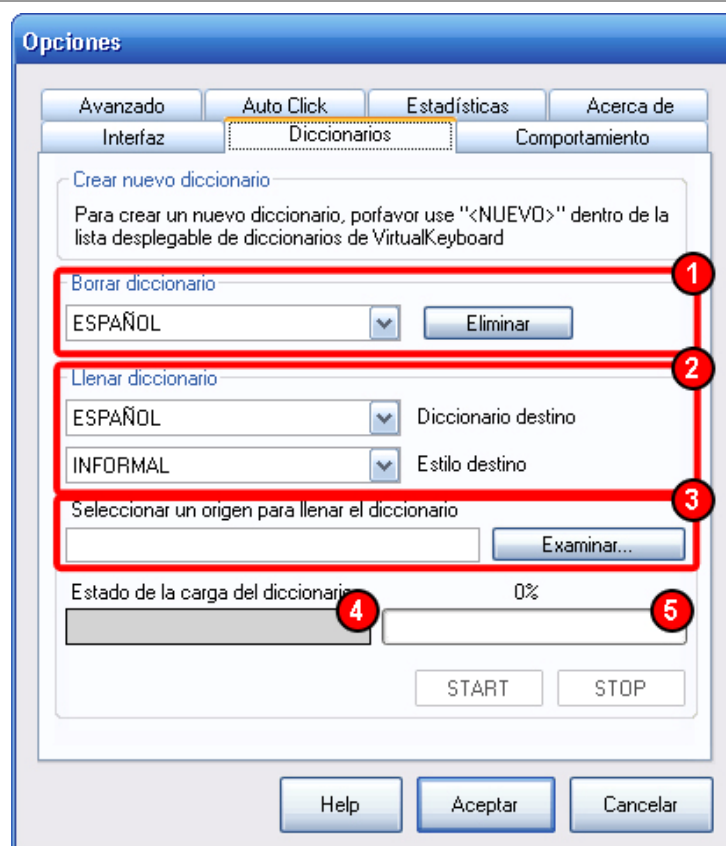 Opciones
Avanzado Auto Click Estadísticas Acerca de
Interfaz Diccionarios Comportamiento
Crear nuevo diccionario
Para crear un nuevo diccionario, porfavor use "<NUEVO>" dentro de la
lista desplegable de diccionarios de VirtualKeyboard
1
Borrar diccionario
ESPAÑOL Eliminar
2
Llenar diccionario
ESPAÑOL Diccionario destino
INFORMAL Estilo destino
3
Seleccionar un origen para llenar el diccionario
Examinar...
Estado de la carga del diccionario 0%
4 5
START STOP
Help Aceptar Cancelar